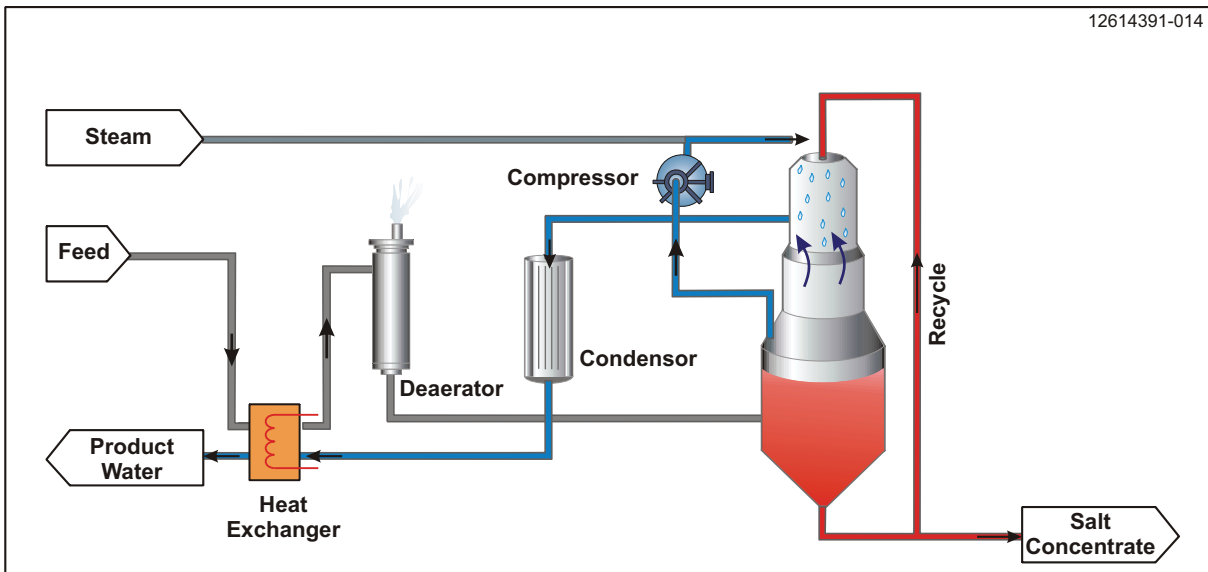 12614391-014
Steam
Compressor
Feed
Recycle
Condensor
Deaerator
Product
Water
Heat
Exchanger
Salt
Concentrate